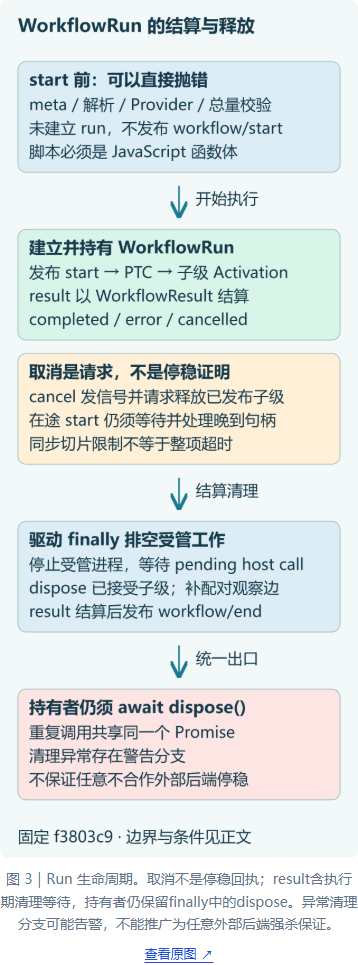 WorkflowRun 的结算与释放
start 前：可以直接抛错
meta / 解析 / Provider / 总量校验
未建立 run，不发布 workflow/start
脚本必须是 JavaScript 函数体
开始执行
建立并持有 WorkflowRun
发布 start → PTC → 子级 Activation
result 以 WorkflowResult 结算
completed / error / cancelled
取消是请求，不是停稳证明
cancel 发信号并请求释放已发布子级
在途 start 仍须等待并处理晚到句柄
同步切片限制不等于整项超时
结算清理
驱动 finally 排空受管工作
停止受管进程，等待 pending host call
dispose 已接受子级；补配对观察边
result 结算后发布 workflow/end
统一出口
持有者仍须 await dispose()
重复调用共享同一个 Promise
清理异常存在警告分支
不保证任意不合作外部后端停稳
固定 f3803c9 · 边界与条件见正文
图 3 | Run 生命周期。取消不是停稳回执；result含执行
期清理等待，持有者仍保留finally中的dispose。异常清理
分支可能告警，不能推广为任意外部后端强杀保证。
查看原图 ↗